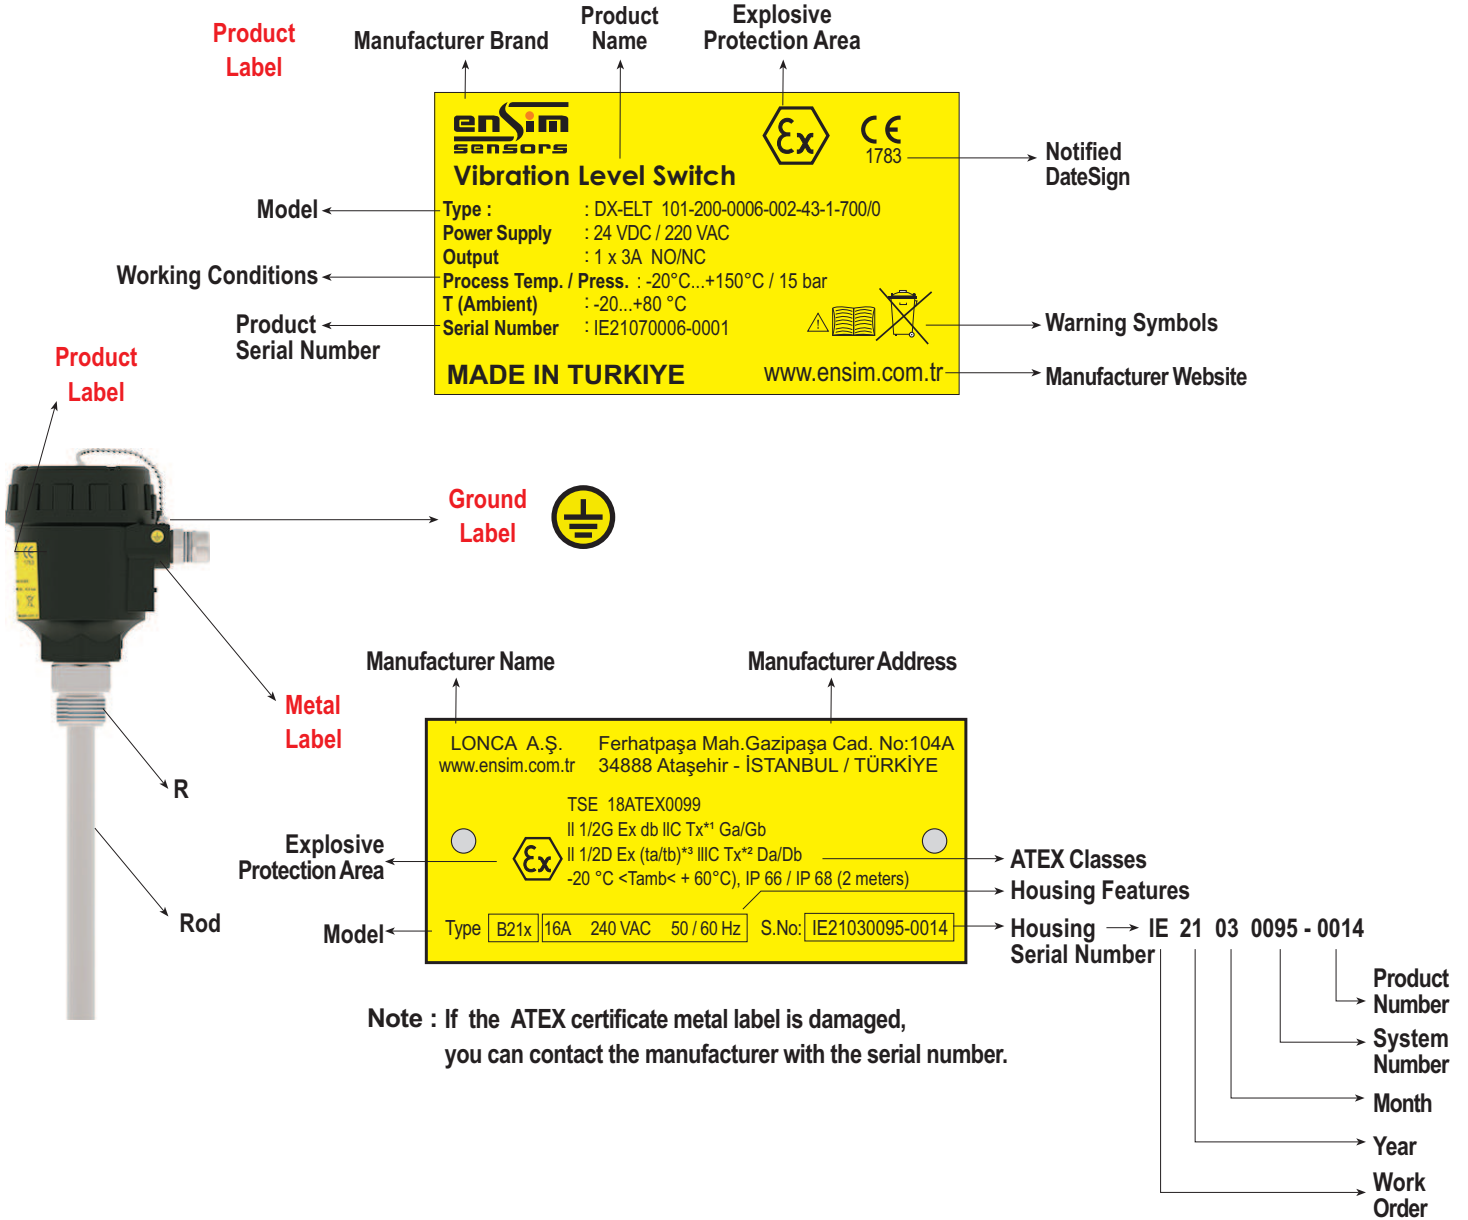 Product
Label
Manufacturer Brand
Product
Name
Explosive
Protection Area
ensim
sensors
Ex
CE
1783
Notified
DateSign
Vibration Level Switch
Model
Type : : DX-ELT 101-200-0006-002-43-1-700/0
Power Supply : 24 VDC / 220 VAC
Output : 1 x 3A NO/NC
Working Conditions
Process Temp. / Press. : -20°C...+150°C / 15 bar
T (Ambient) : -20...+80 °C
Product
Serial Number
Serial Number : IE21070006-0001
Warning Symbols
MADE IN TURKIYE
www.ensim.com.tr
Manufacturer Website
Product
Label
Ground
Label
CE
Metal
Label
R
Rod
Manufacturer Name
Manufacturer Address
LONCA A.Ş.
www.ensim.com.tr
Ferhatpaşa Mah.Gazipaşa Cad. No:104A
34888 Ataşehir - İSTANBUL / TÜRKİYE
TSE 18ATEX0099
II 1/2G Ex db IIC Tx*¹ Ga/Gb
II 1/2D Ex (ta/tb)*³ IIIC Tx*² Da/Db
-20 °C <Tamb< + 60°C), IP 66 / IP 68 (2 meters)
Ex
Explosive
Protection Area
ATEX Classes
Housing Features
Model
Type B21x 16A 240 VAC 50 / 60 Hz S.No: IE21030095-0014
Housing
Serial Number
IE 21 03 0095 - 0014
Product
Number
System
Number
Month
Year
Work
Order
Note : If the ATEX certificate metal label is damaged,
you can contact the manufacturer with the serial number.